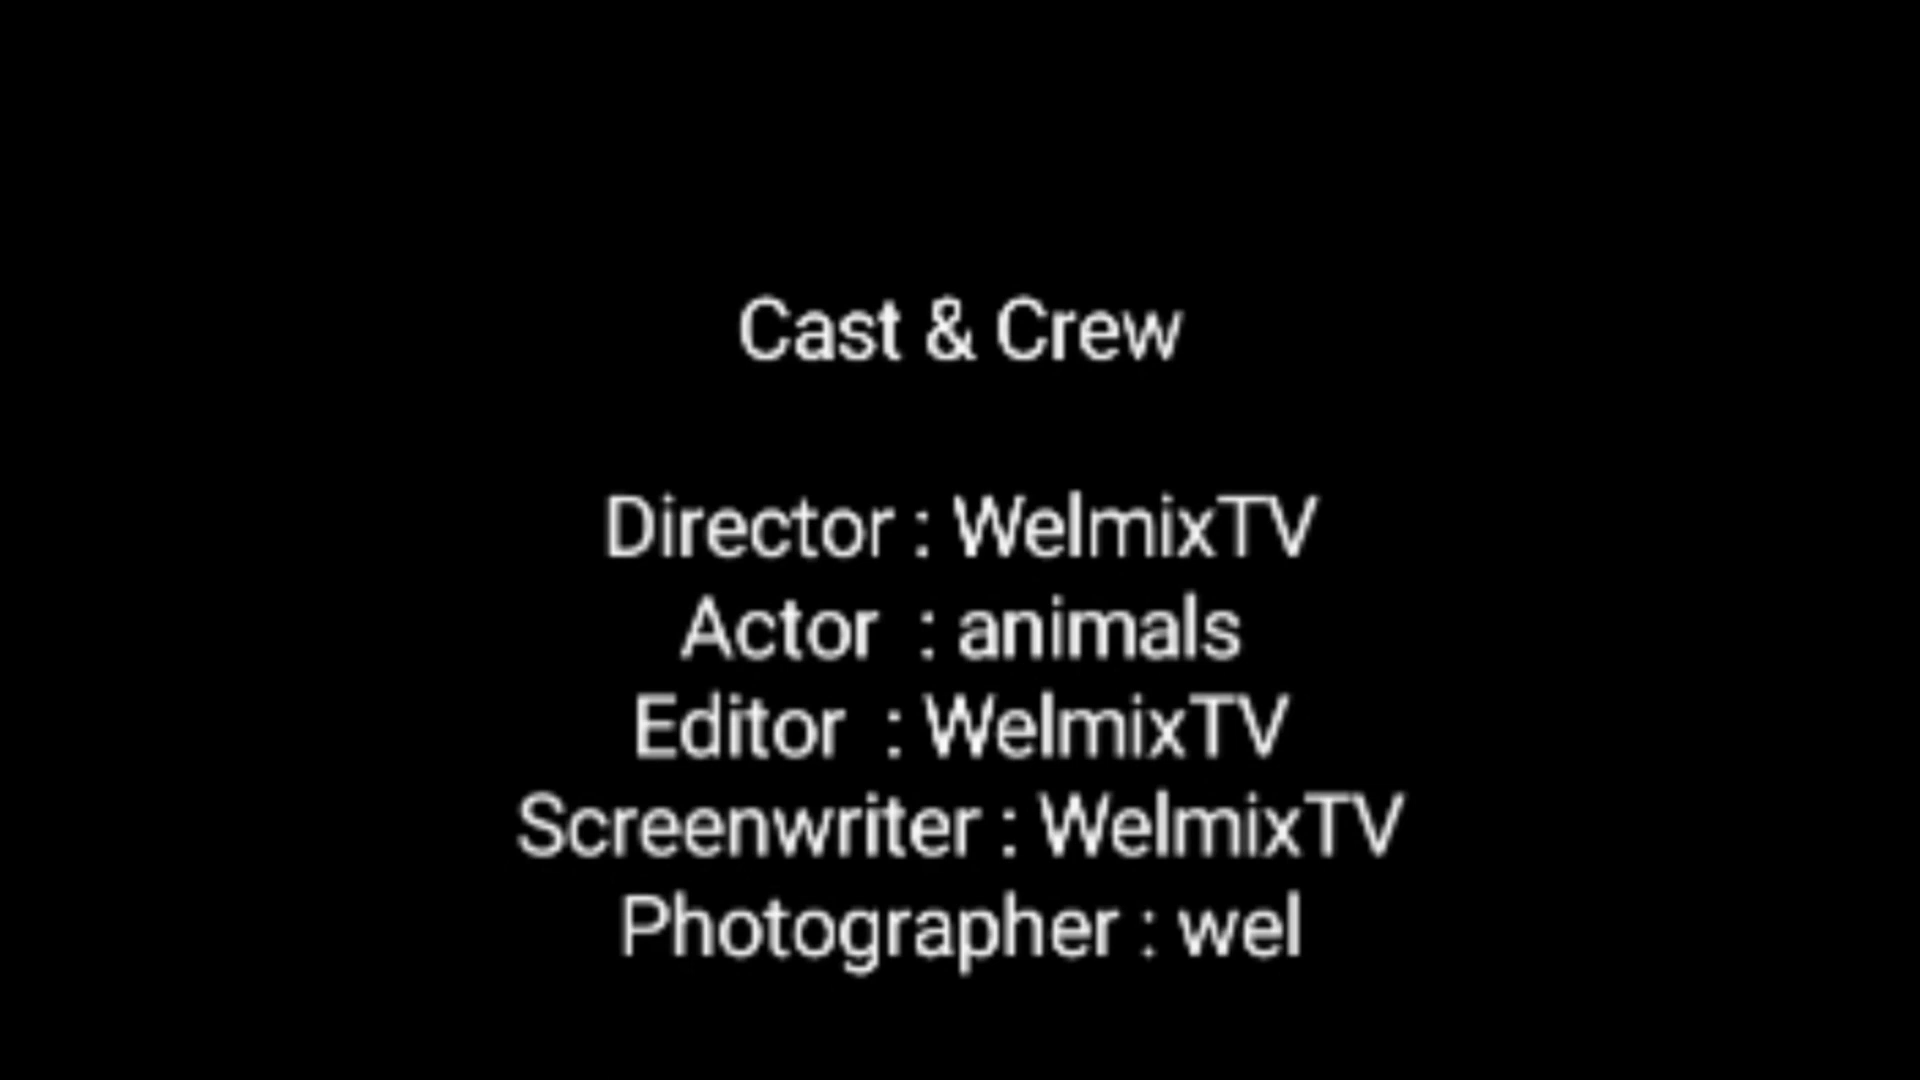 Cast & Crew
Director : WelmixTV
Actor  : animals
Editor  : WelmixTV
Screenwriter : WelmixTV
Photographer : wel